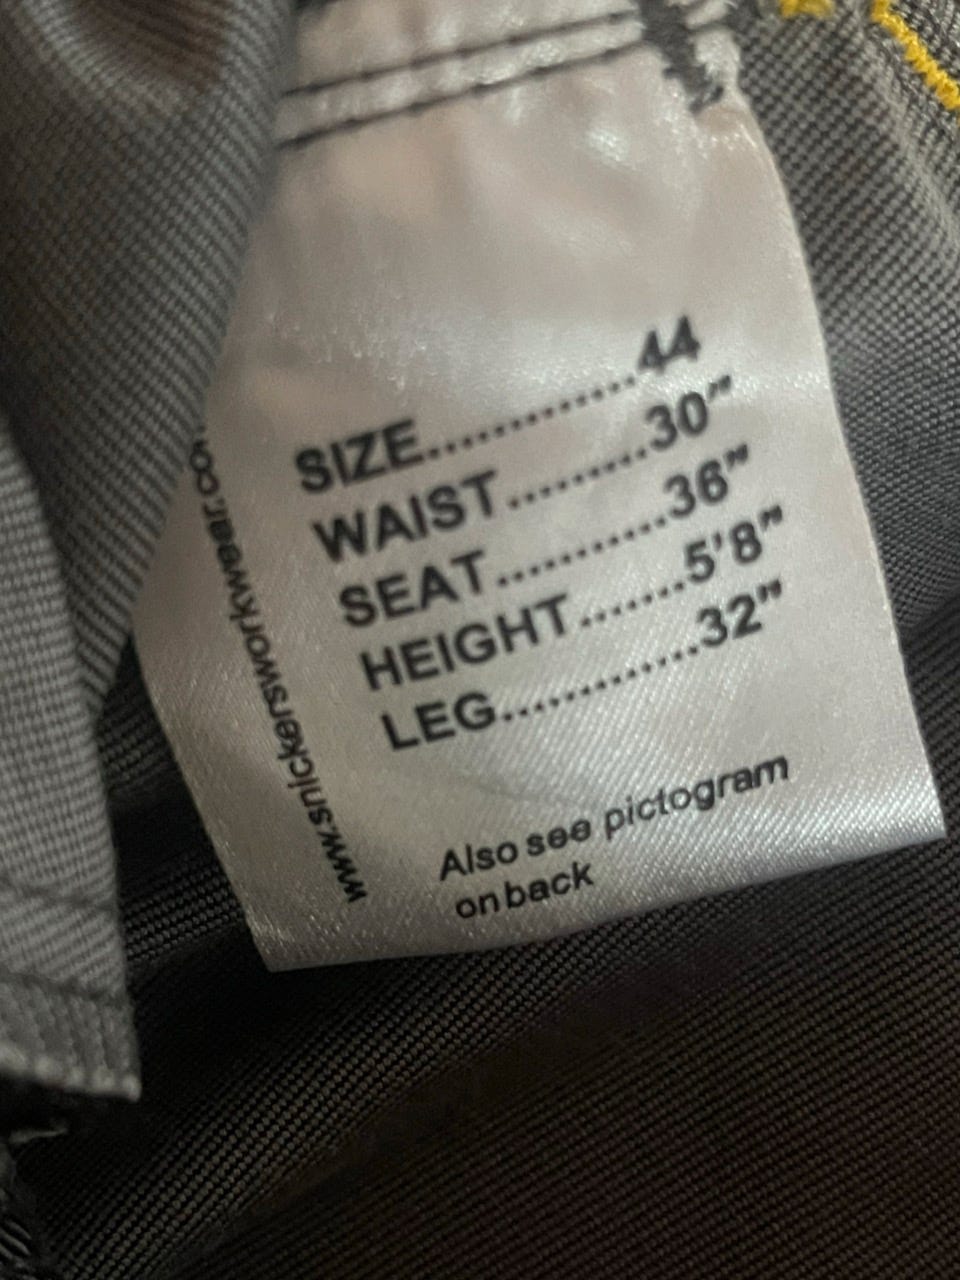 SIZE.............44
WAIST.........30"
SEAT...........36"
HEIGHT......5'8"
LEG.............32"
Also see pictogram
on back
www.snickersworkwear.co